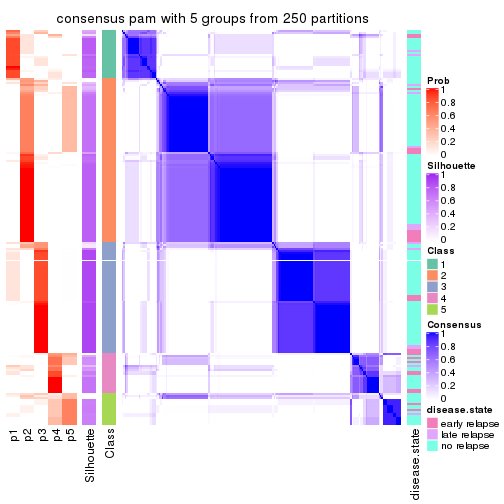 consensus pam with 5 groups from 250 partitions
Prob
1
0.8
0.6
0.4
0.2
0
Silhouette
1
0.8
0.6
0.4
0.2
0
Class
1
2
3
4
5
Consensus
1
0.8
0.6
0.4
0.2
0
disease.state
early relapse
late relapse
no relapse
p1
p2
p3
p4
p5
Silhouette
Class
disease.state